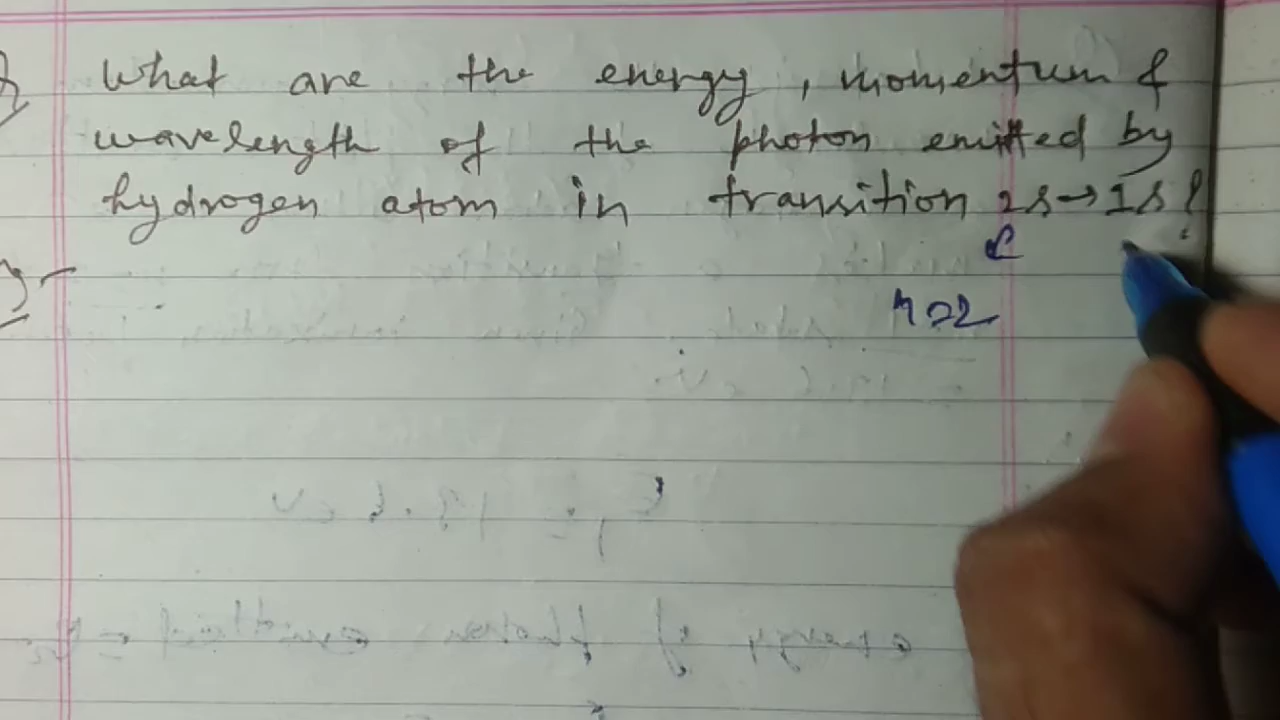 What are the energy, momentum &
wavelength of the photon emitted by
hydrogen atom in transition 2s→1s?
n=2